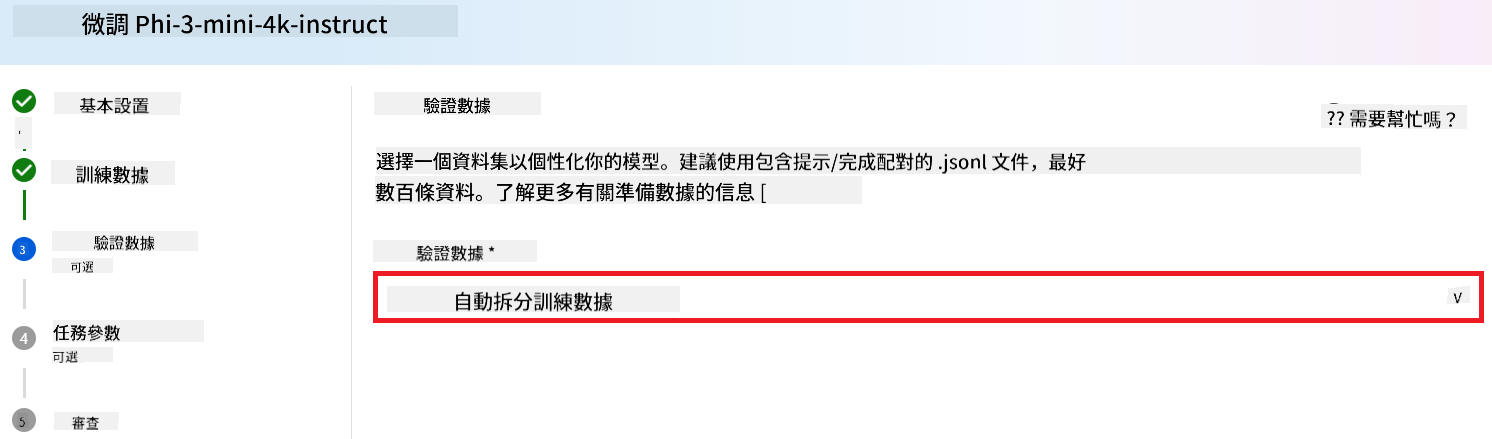 微調 Phi-3-mini-4k-instruct
基本設置
訓練數據
3
驗證數據
可選
4
任務參數
可選
5
審查
驗證數據
?? 需要幫忙嗎？
選擇一個資料集以個性化你的模型。建議使用包含提示/完成配對的 .jsonl 文件，最好
數百條資料。了解更多有關準備數據的信息 [
驗證數據 *
自動拆分訓練數據
V